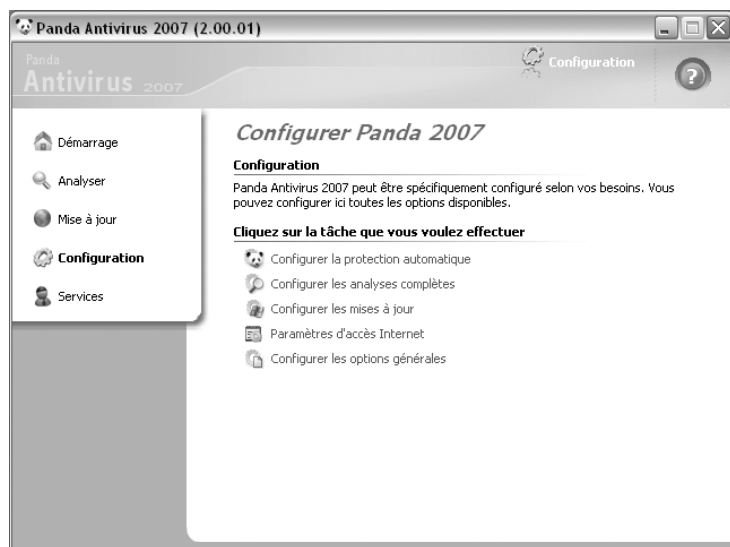 Panda Antivirus 2007 (2.00.01)
Panda
Antivirus 2007
Configuration
?
Démarrage
Analyser
Mise à jour
Configuration
Services
Configurer Panda 2007
Configuration
Panda Antivirus 2007 peut être spécifiquement configuré selon vos besoins. Vous
pouvez configurer ici toutes les options disponibles.
Cliquez sur la tâche que vous voulez effectuer
Configurer la protection automatique
Configurer les analyses complètes
Configurer les mises à jour
Paramètres d'accès Internet
Configurer les options générales